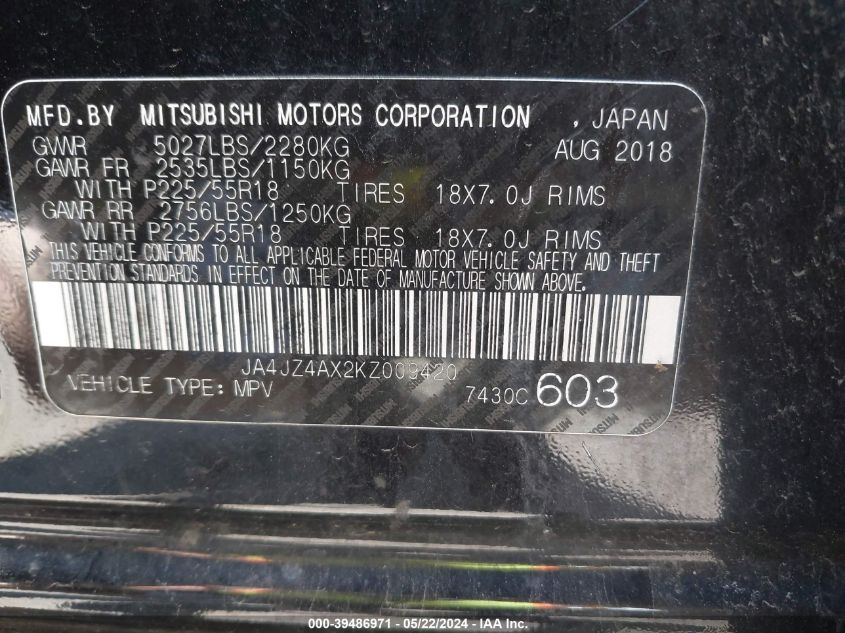 MFD.BY MITSUBISHI MOTORS CORPORATION , JAPAN
GVWR 5027LBS/2280KG AUG 2018
GAWR FR 2535LBS/1150KG
WITH P225/55R18 TIRES 18X7.0J RIMS
GAWR RR 2756LBS/1250KG
WITH P225/55R18 TIRES 18X7.0J RIMS
THIS VEHICLE CONFORMS TO ALL APPLICABLE FEDERAL MOTOR VEHICLE SAFETY AND THEFT
PREVENTION STANDARDS IN EFFECT ON THE DATE OF MANUFACTURE SHOWN ABOVE.
JA4JZ4AX2KZ009420
VEHICLE TYPE: MPV 7430C 603
000-39486971 / 05/22/2024 - IAA Inc.